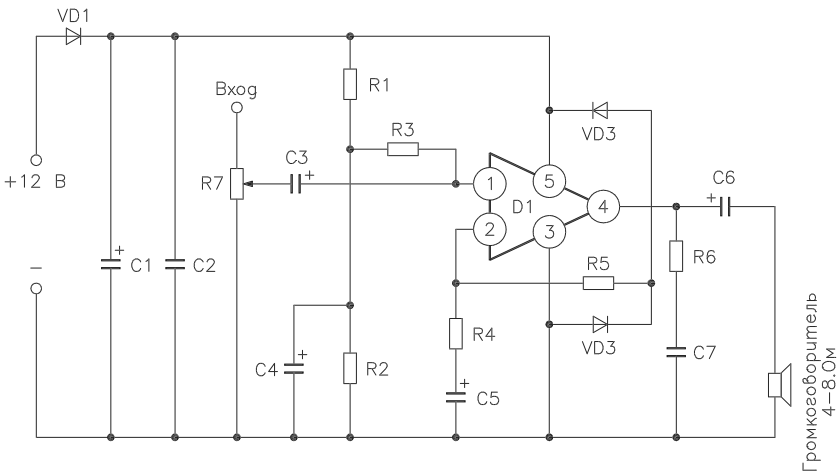 VD1
Вход
R1
R3
VD3
+12 В
R7
C3
+
1
5
D1
4
C6
+
2
3
–
+
C1
C2
R5
R6
R4
VD3
C4
+
R2
C5
+
C7
Громкоговоритель
4–8.Ом